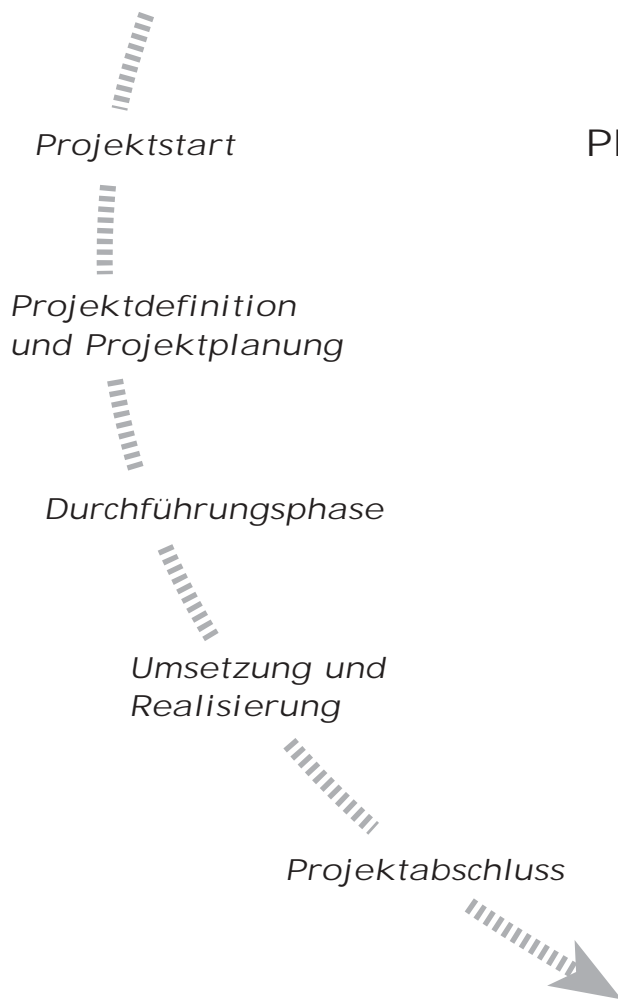 Projektstart
Projektdefinition
und Projektplanung
Durchführungsphase
Umsetzung und
Realisierung
Projektabschluss